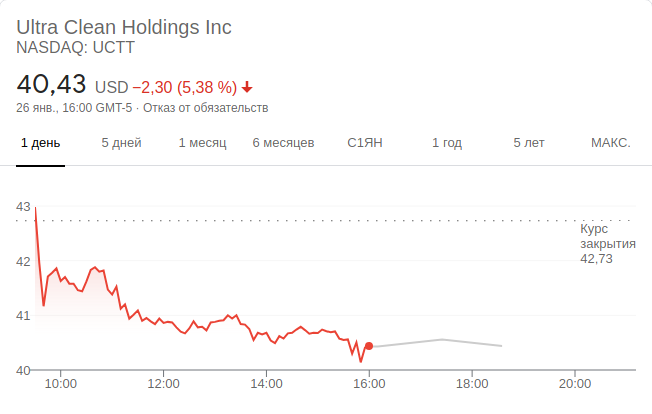 Ultra Clean Holdings Inc
NASDAQ: UCTT
40,43 USD −2,30 (5,38 %)
26 янв., 16:00 GMT-5 · Отказ от обязательств
1 день 5 дней 1 месяц 6 месяцев С1ЯН 1 год 5 лет МАКС.
43
Курс
закрытия
42,73
42
41
40
10:00 12:00 14:00 16:00 18:00 20:00